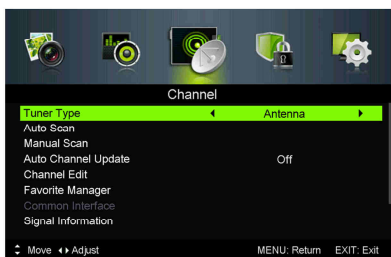 Channel
Tuner Type Antenna
Auto Scan
Manual Scan
Auto Channel Update Off
Channel Edit
Favorite Manager
Common Interface
Signal Information
Move Adjust MENU: Return EXIT: Exit